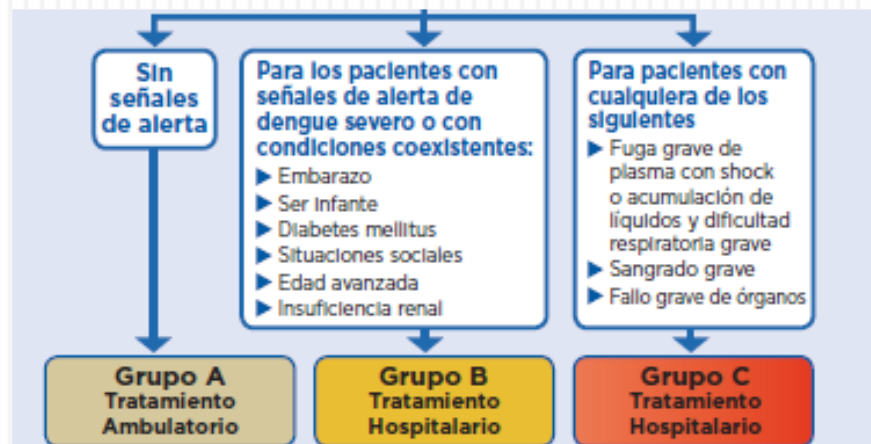 Sin
señales
de alerta
Para los pacientes con
señales de alerta de
dengue severo o con
condiciones coexistentes:
▶ Embarazo
▶ Ser infante
▶ Diabetes mellitus
▶ Situaciones sociales
▶ Edad avanzada
▶ Insuficiencia renal
Para pacientes con
cualquiera de los
siguientes
▶ Fuga grave de
plasma con shock
o acumulación de
líquidos y dificultad
respiratoria grave
▶ Sangrado grave
▶ Fallo grave de órganos
Grupo A
Tratamiento
Ambulatorio
Grupo B
Tratamiento
Hospitalario
Grupo C
Tratamiento
Hospitalario